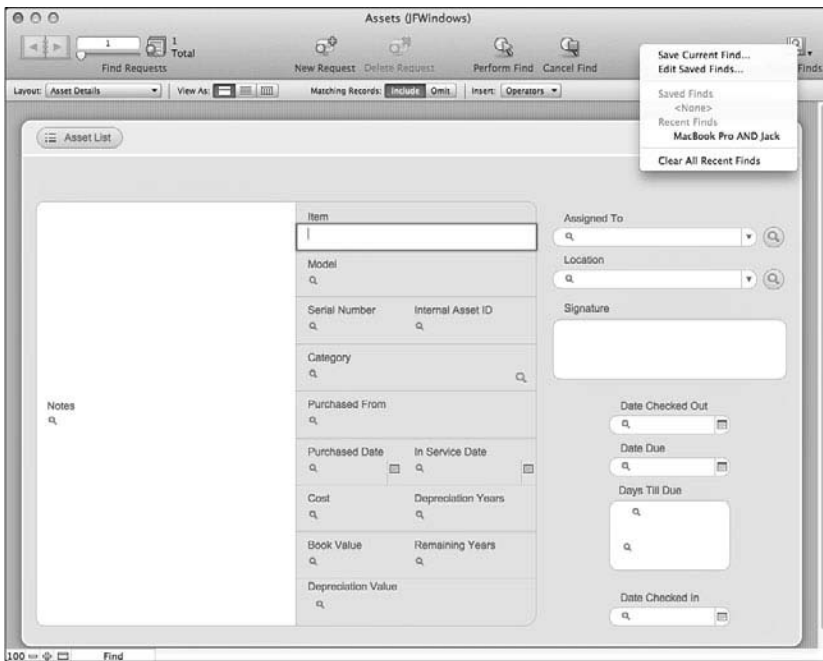 Assets (JFWindows)
1
1
Total
Find Requests
New Request
Delete Request
Perform Find
Cancel Find
Finds
Save Current Find...
Edit Saved Finds...
Saved Finds
<None>
Recent Finds
MacBook Pro AND Jack
Clear All Recent Finds
Layout: Asset Details
View As:
Matching Records: Include Omit
Insert: Operators
Asset List
Item
Assigned To
Model
Location
Serial Number
Internal Asset ID
Signature
Category
Notes
Purchased From
Date Checked Out
Purchased Date
In Service Date
Date Due
Cost
Depreciation Years
Days Till Due
Book Value
Remaining Years
Depreciation Value
Date Checked In
100
Find